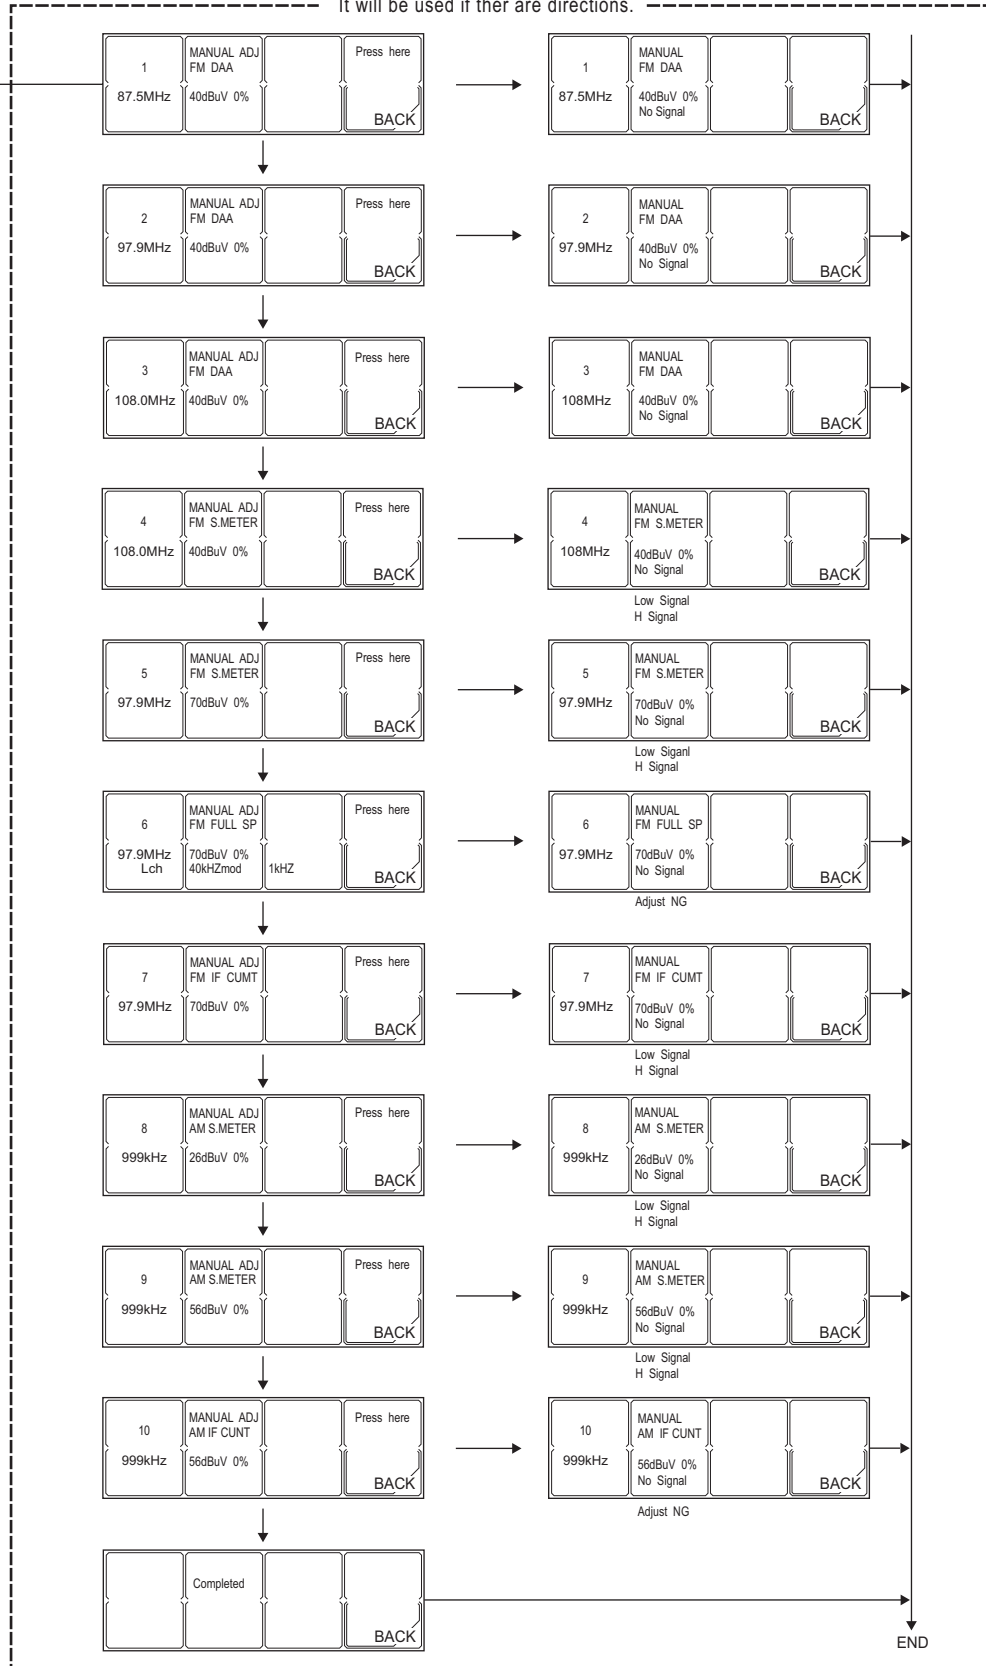 It will be used if ther are directions.
1
87.5MHz
MANUAL ADJ
FM DAA
40dBuV 0%
Press here
BACK
1
87.5MHz
MANUAL
FM DAA
40dBuV 0%
No Signal
BACK
2
97.9MHz
MANUAL ADJ
FM DAA
40dBuV 0%
Press here
BACK
2
97.9MHz
MANUAL
FM DAA
40dBuV 0%
No Signal
BACK
3
108.0MHz
MANUAL ADJ
FM DAA
40dBuV 0%
Press here
BACK
3
108MHz
MANUAL
FM DAA
40dBuV 0%
No Signal
BACK
4
108.0MHz
MANUAL ADJ
FM S.METER
40dBuV 0%
Press here
BACK
4
108MHz
MANUAL
FM S.METER
40dBuV 0%
No Signal
BACK
Low Signal
H Signal
5
97.9MHz
MANUAL ADJ
FM S.METER
70dBuV 0%
Press here
BACK
5
97.9MHz
MANUAL
FM S.METER
70dBuV 0%
No Signal
BACK
Low Siganl
H Signal
6
97.9MHz
Lch
MANUAL ADJ
FM FULL SP
70dBuV 0%
40kHZmod
1kHZ
Press here
BACK
6
97.9MHz
MANUAL
FM FULL SP
70dBuV 0%
No Signal
BACK
Adjust NG
7
97.9MHz
MANUAL ADJ
FM IF CUMT
70dBuV 0%
Press here
BACK
7
97.9MHz
MANUAL
FM IF CUMT
70dBuV 0%
No Signal
BACK
Low Signal
H Signal
8
999kHz
MANUAL ADJ
AM S.METER
26dBuV 0%
Press here
BACK
8
999kHz
MANUAL
AM S.METER
26dBuV 0%
No Signal
BACK
Low Signal
H Signal
9
999kHz
MANUAL ADJ
AM S.METER
56dBuV 0%
Press here
BACK
9
999kHz
MANUAL
AM S.METER
56dBuV 0%
No Signal
BACK
Low Signal
H Signal
10
999kHz
MANUAL ADJ
AM IF CUNT
56dBuV 0%
Press here
BACK
10
999kHz
MANUAL
AM IF CUNT
56dBuV 0%
No Signal
BACK
Adjust NG
Completed
BACK
END